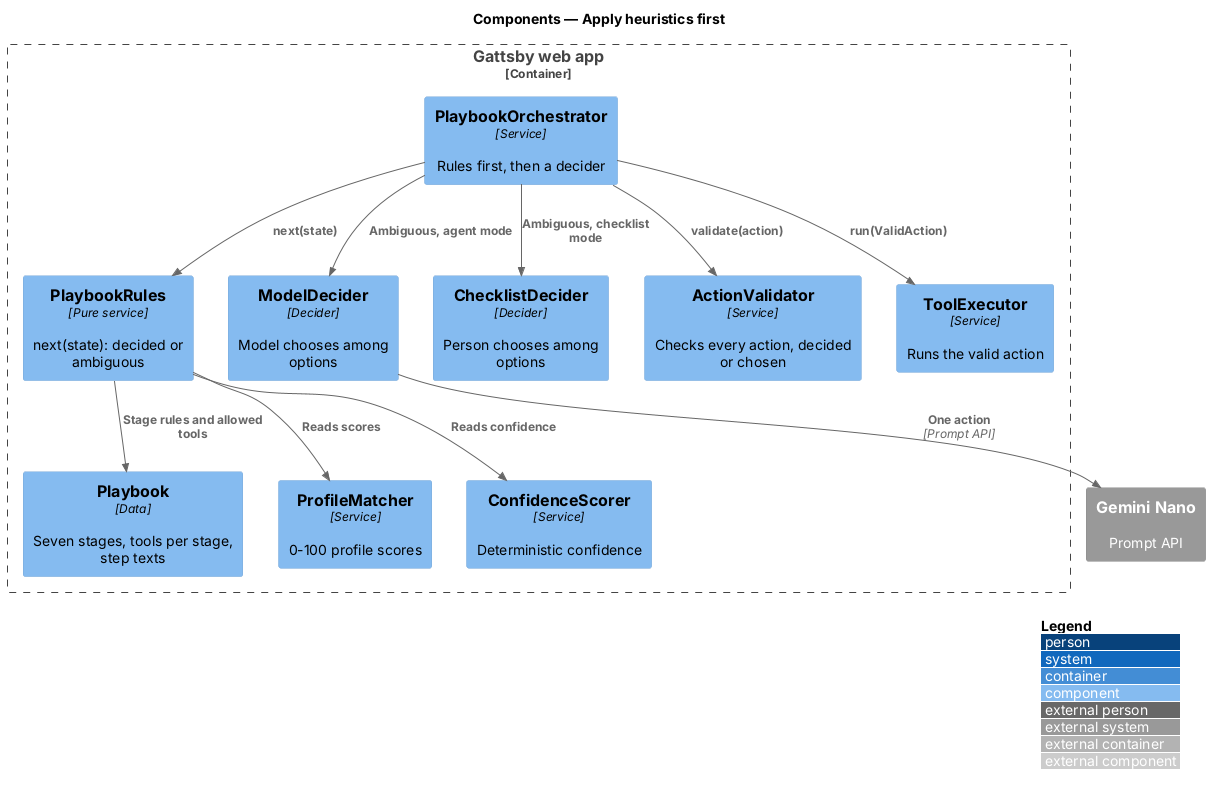 Components — Apply heuristics first
Gattsby web app
[Container]
PlaybookOrchestrator
[Service]
Rules first, then a decider
next(state)
Ambiguous, agent mode
Ambiguous, checklist
mode
validate(action)
run(ValidAction)
PlaybookRules
[Pure service]
next(state): decided or
ambiguous
ModelDecider
[Decider]
Model chooses among
options
ChecklistDecider
[Decider]
Person chooses among
options
ActionValidator
[Service]
Checks every action, decided
or chosen
ToolExecutor
[Service]
Runs the valid action
Stage rules and allowed
tools
Reads scores
Reads confidence
One action
[Prompt API]
Playbook
[Data]
Seven stages, tools per stage,
step texts
ProfileMatcher
[Service]
0-100 profile scores
ConfidenceScorer
[Service]
Deterministic confidence
Gemini Nano
Prompt API
Legend
person
system
container
component
external person
external system
external container
external component